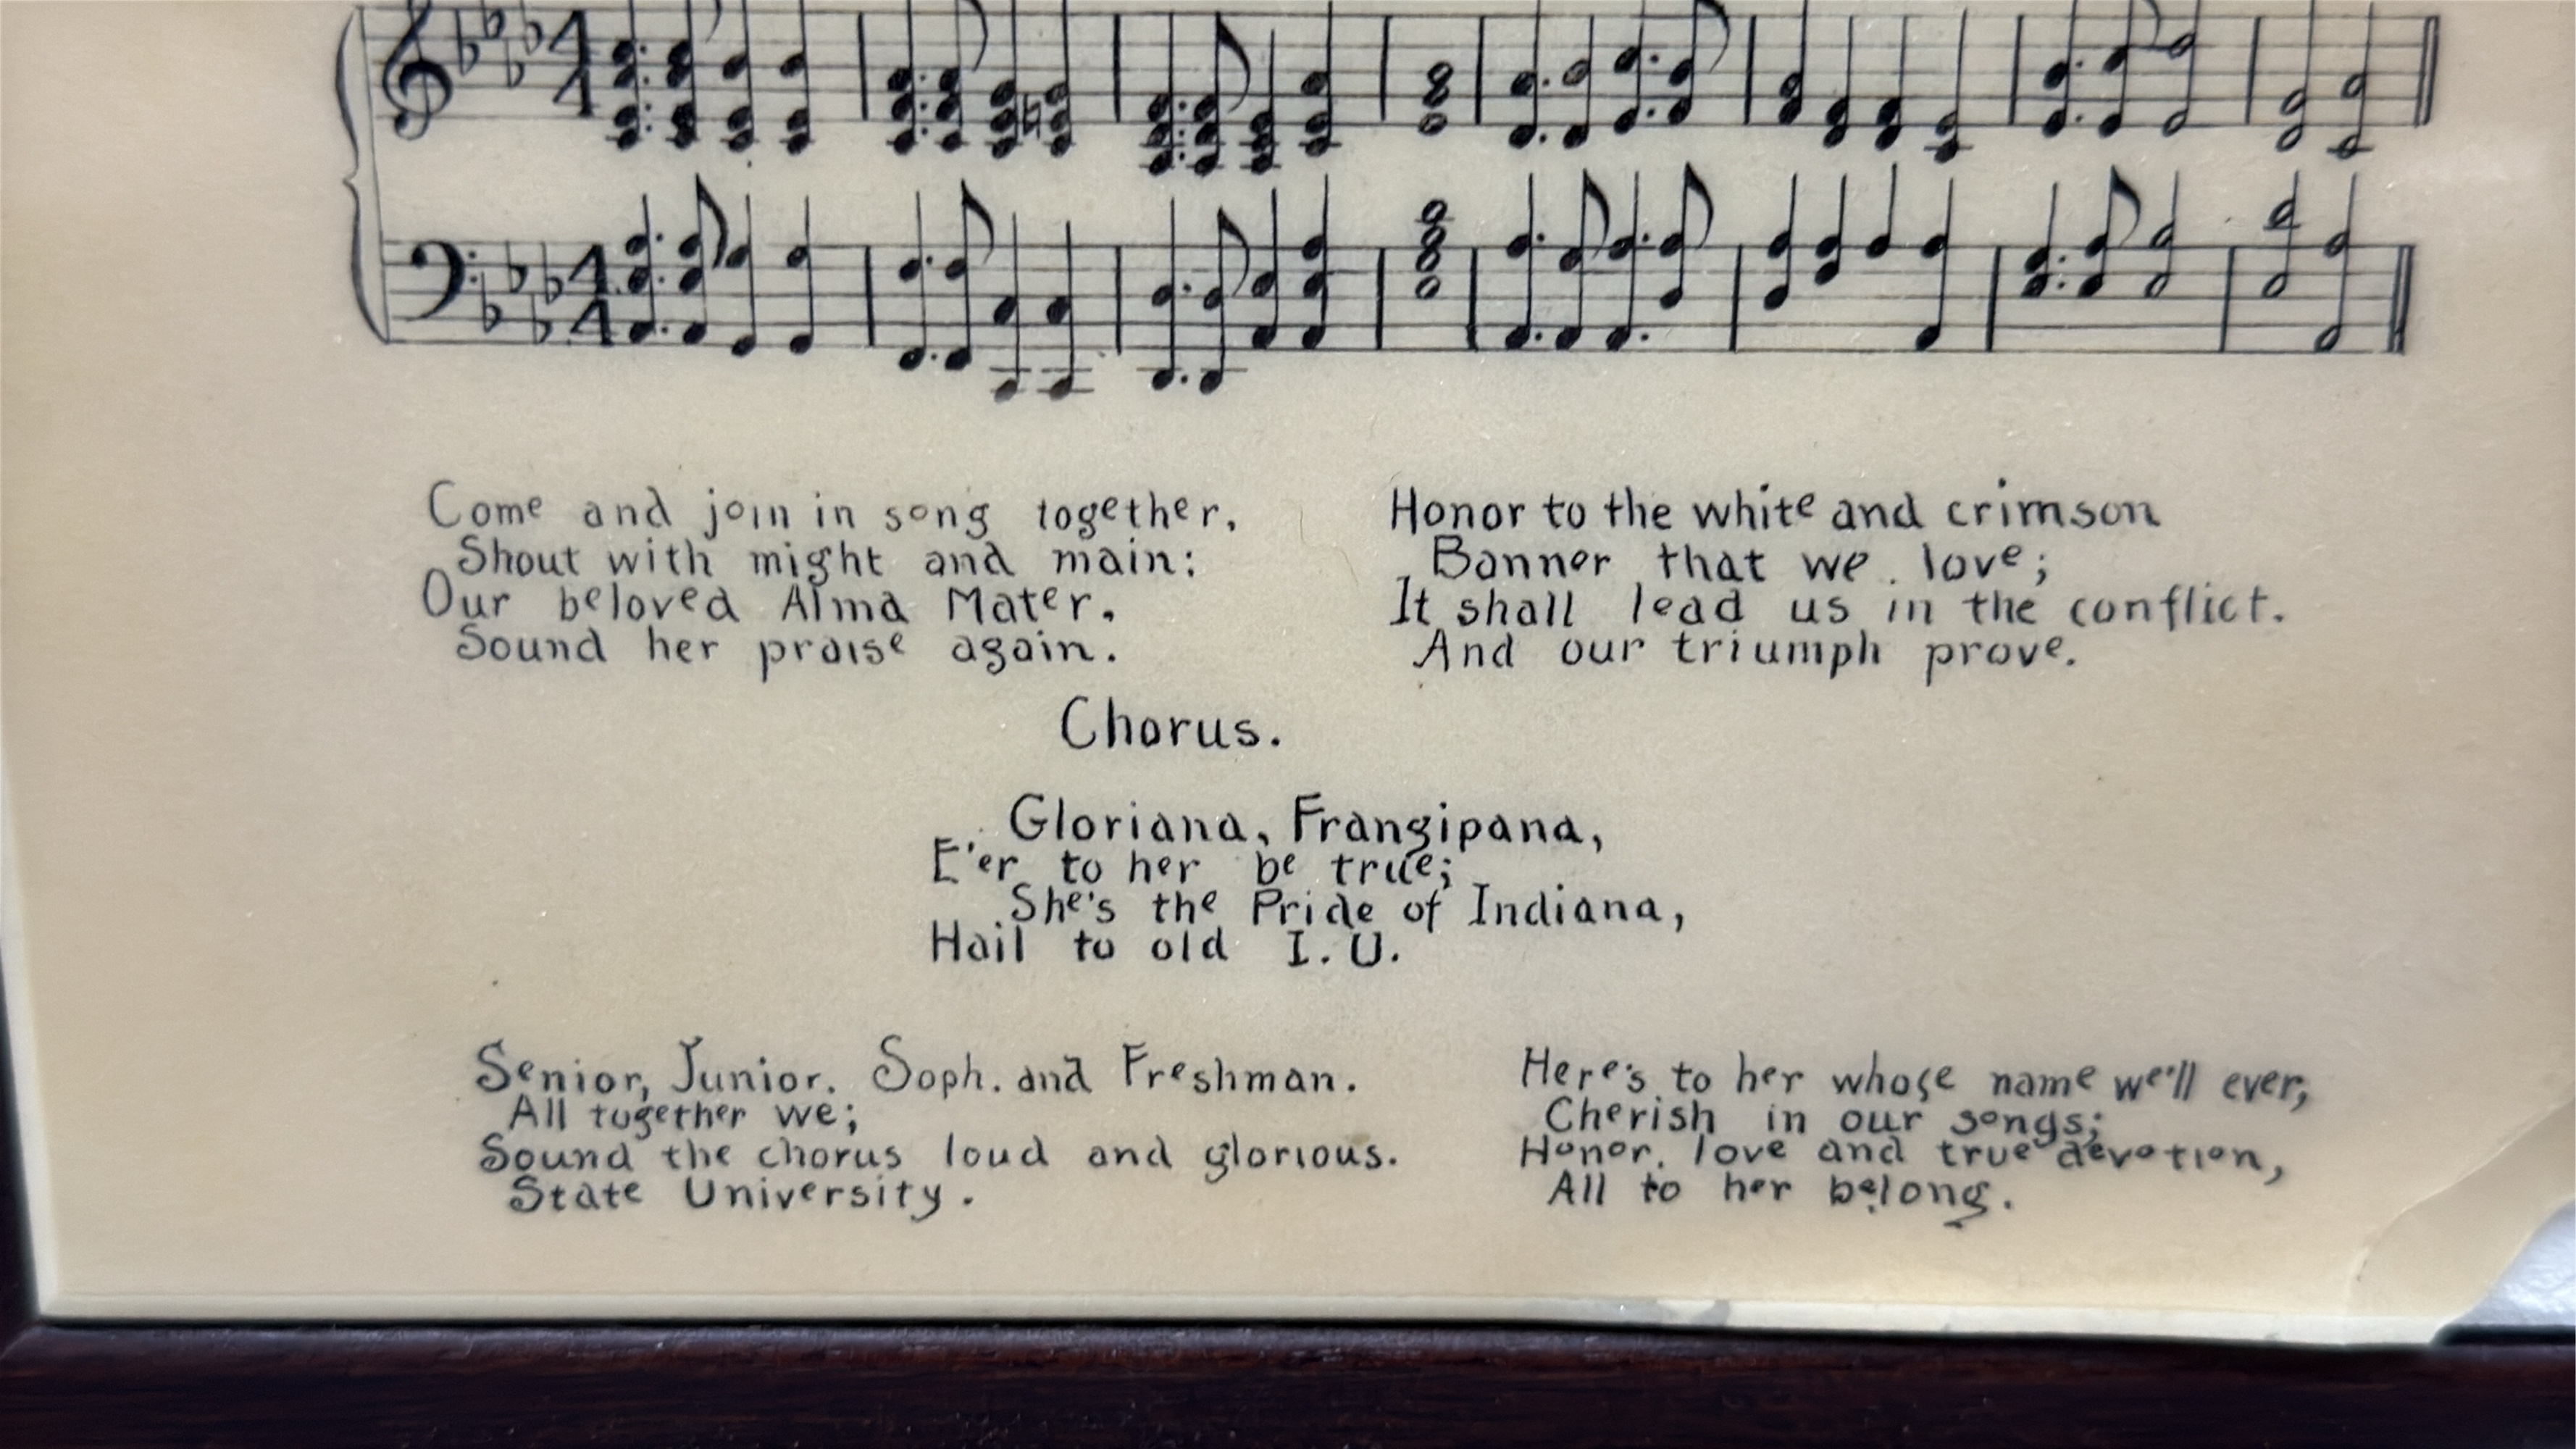 Come and join in song together,
Shout with might and main:
Our beloved Alma Mater,
Sound her praise again.
Honor to the white and crimson
Banner that we love;
It shall lead us in the conflict.
And our triumph prove.
Chorus.
Gloriana, Frangipana,
E'er to her be true;
She's the Pride of Indiana,
Hail to old I. U.
Senior, Junior. Soph. and Freshman.
All together we;
Sound the chorus loud and glorious.
State University.
Here's to her whose name we'll ever,
Cherish in our songs;
Honor, love and true devotion,
All to her belong.